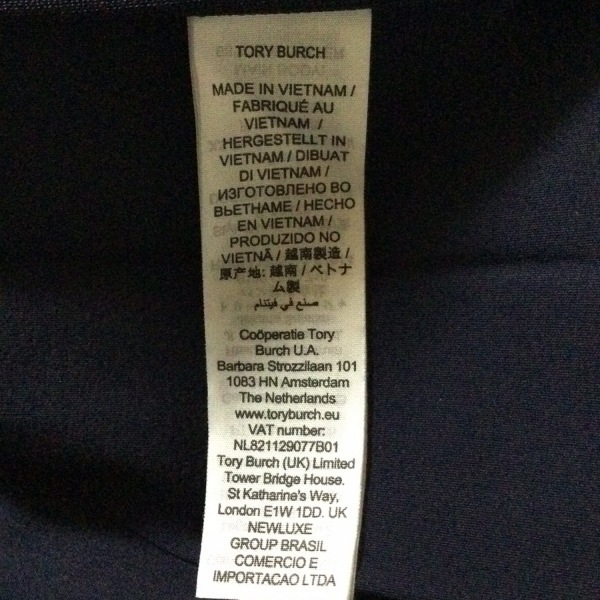 TORY BURCH
MADE IN VIETNAM /
FABRIQUÉ AU
VIETNAM /
HERGESTELLT IN
VIETNAM / DIBUAT
DI VIETNAM /
ИЗГОТОВЛЕНО ВО
ВЬЕТНАМЕ / HECHO
EN VIETNAM /
PRODUZIDO NO
VIETNÃ / 越南製造 /
原产地: 越南 / ベトナ
ム製
صنع في فيتنام
Coöperatie Tory
Burch U.A.
Barbara Strozzilaan 101
1083 HN Amsterdam
The Netherlands
www.toryburch.eu
VAT number:
NL821129077B01
Tory Burch (UK) Limited
Tower Bridge House.
St Katharine's Way,
London E1W 1DD. UK
NEWLUXE
GROUP BRASIL
COMERCIO E
IMPORTACAO LTDA